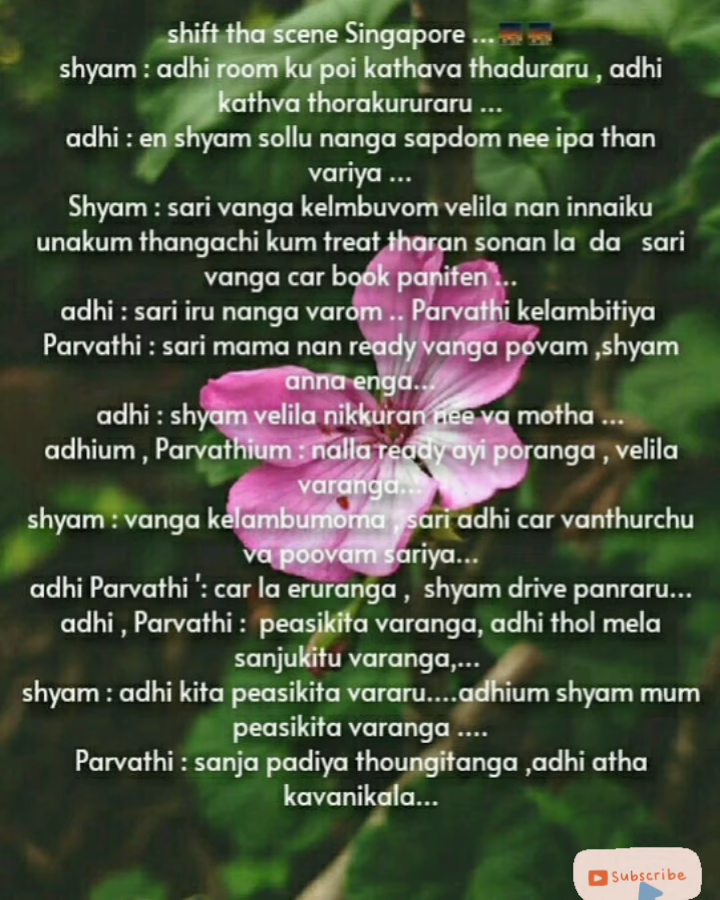 shift tha scene Singapore ...🌉🌉
shyam : adhi room ku poi kathava thaduraru , adhi
kathva thorakururaru ...
adhi : en shyam sollu nanga sapdom nee ipa than
variya ...
Shyam : sari vanga kelmbuvom velila nan innaiku
unakum thangachi kum treat tharan sonan la da sari
vanga car book paniten ...
adhi : sari iru nanga varom .. Parvathi kelambitiya
Parvathi : sari mama nan ready vanga povam ,shyam
anna enga...
adhi : shyam velila nikkuran nee va motha ...
adhium , Parvathium : nalla ready ayi poranga , velila
varanga...
shyam : vanga kelambumoma , sari adhi car vanthurchu
va poovam sariya...
adhi Parvathi ': car la eruranga , shyam drive panraru...
adhi , Parvathi : peasikita varanga, adhi thol mela
sanjukitu varanga,...
shyam : adhi kita peasikita vararu....adhium shyam mum
peasikita varanga ....
Parvathi : sanja padiya thoungitanga ,adhi atha
kavanikala...
Subscribe